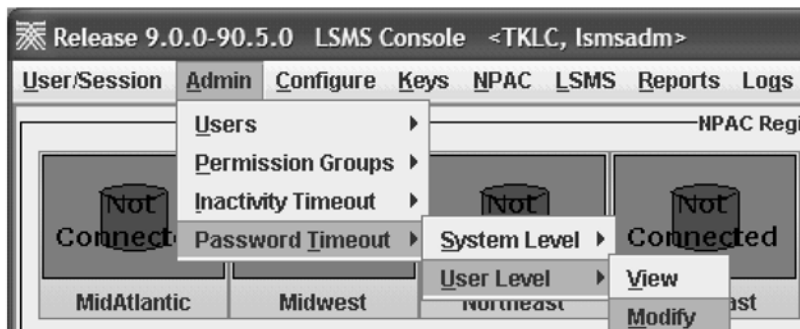 Release 9.0.0-90.5.0 LSMS Console <TKLC, lsmsadm>
User/Session Admin Configure Keys NPAC LSMS Reports Logs
Users
NPAC Regi
Permission Groups
Inactivity Timeout
Not
Not
Not
Connect
Password Timeout
System Level
Connected
User Level
View
MidAtlantic
Midwest
Northeast
ast
Modify